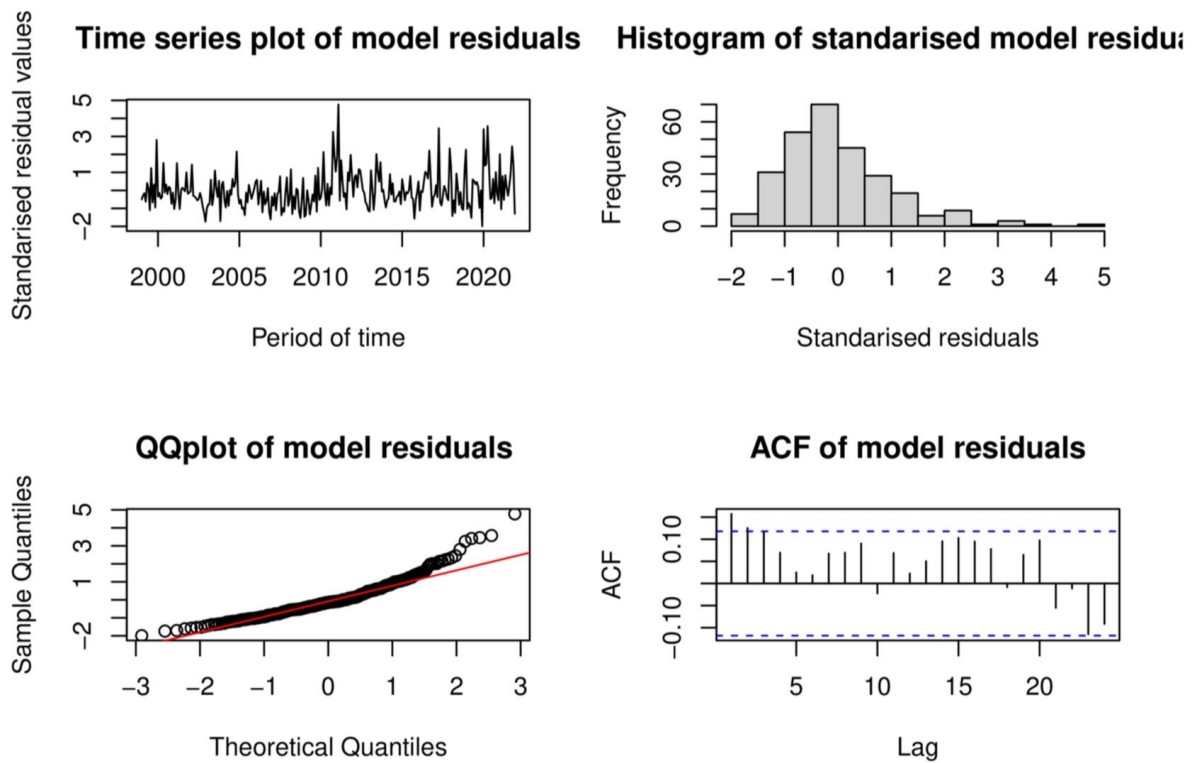 Time series plot of model residuals
Standarised residual values
5
3
1
−2
2000 2005 2010 2015 2020
Period of time
Histogram of standarised model residu
Frequency
60
30
0
−2 −1 0 1 2 3 4 5
Standarised residuals
QQplot of model residuals
Sample Quantiles
5
3
1
−2
−3 −2 −1 0 1 2 3
Theoretical Quantiles
ACF of model residuals
ACF
0.10
−0.10
5 10 15 20
Lag